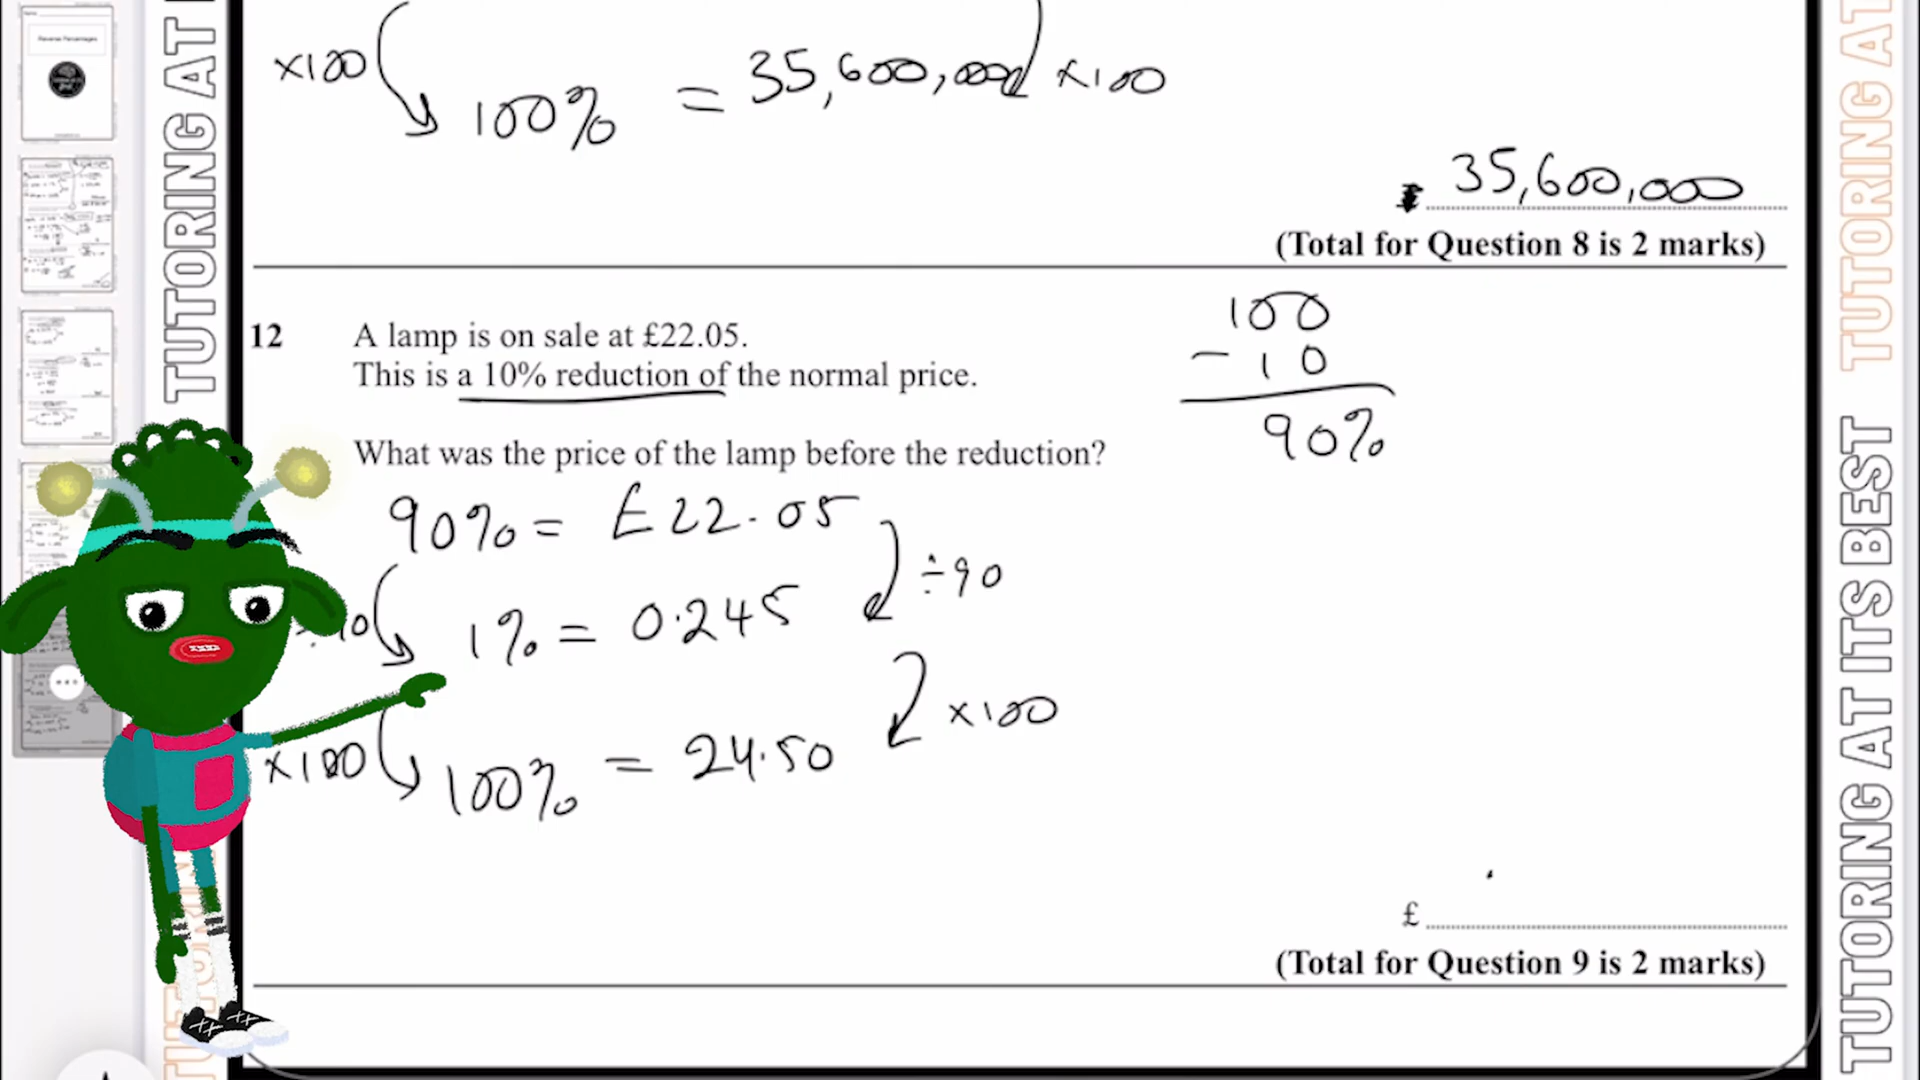 ×100 100% = 35,600,000 ×100
35,600,000
(Total for Question 8 is 2 marks)
12 A lamp is on sale at £22.05.
This is a 10% reduction of the normal price.
What was the price of the lamp before the reduction?
100
- 10
90%
90% = £22.05
÷90
1% = 0.245
×100 100% = 24.50 ×100
£
(Total for Question 9 is 2 marks)
TUTORING AT
TUTORING AT
TUTORING AT ITS BEST
Reverse Percentages